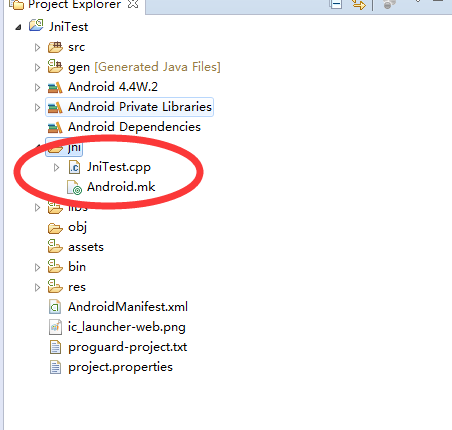 Project Explorer
JniTest
src
gen [Generated Java Files]
Android 4.4W.2
Android Private Libraries
Android Dependencies
jni
JniTest.cpp
Android.mk
libs
obj
assets
bin
res
AndroidManifest.xml
ic_launcher-web.png
proguard-project.txt
project.properties